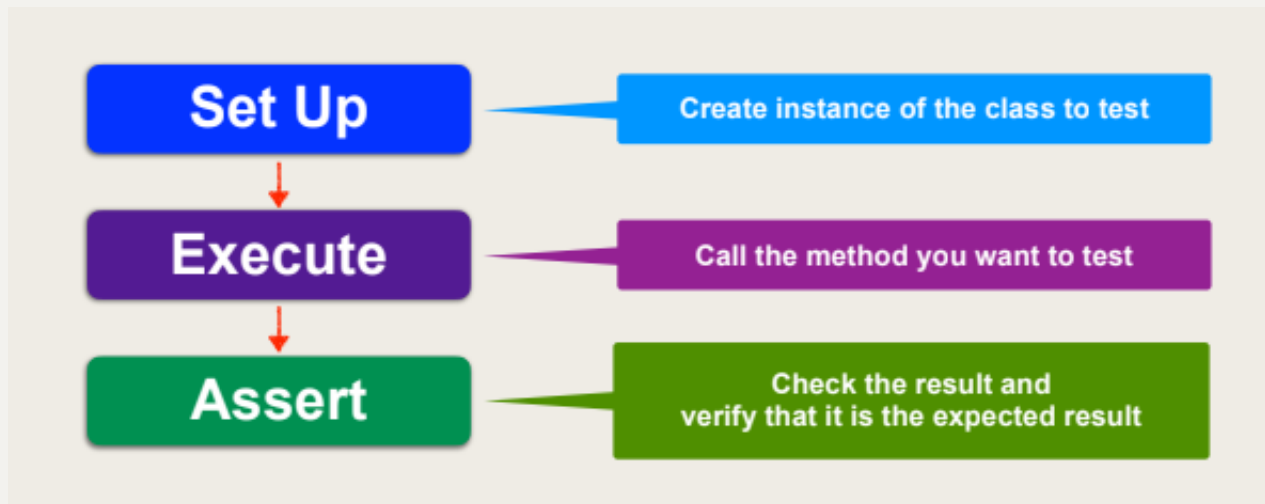 Set Up
Create instance of the class to test
Execute
Call the method you want to test
Assert
Check the result and
verify that it is the expected result